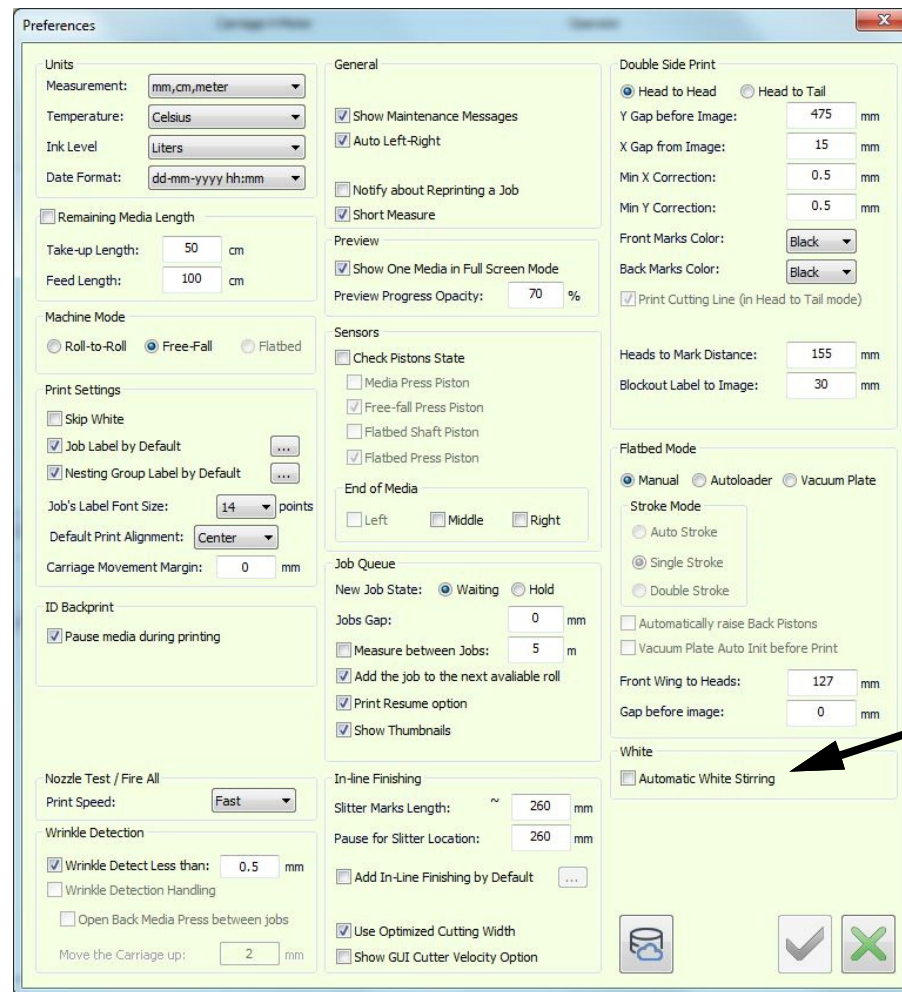 Preferences
Units
Measurement: mm,cm,meter
Temperature: Celsius
Ink Level Liters
Date Format: dd-mm-yyyy hh:mm
Remaining Media Length
Take-up Length: 50 cm
Feed Length: 100 cm
Machine Mode
Roll-to-Roll Free-Fall Flatbed
Print Settings
Skip White
Job Label by Default ...
Nesting Group Label by Default ...
Job's Label Font Size: 14 points
Default Print Alignment: Center
Carriage Movement Margin: 0 mm
ID Backprint
Pause media during printing
Nozzle Test / Fire All
Print Speed: Fast
Wrinkle Detection
Wrinkle Detect Less than: 0.5 mm
Wrinkle Detection Handling
Open Back Media Press between jobs
Move the Carriage up: 2 mm
General
Show Maintenance Messages
Auto Left-Right
Notify about Reprinting a Job
Short Measure
Preview
Show One Media in Full Screen Mode
Preview Progress Opacity: 70 %
Sensors
Check Pistons State
Media Press Piston
Free-fall Press Piston
Flatbed Shaft Piston
Flatbed Press Piston
End of Media
Left Middle Right
Job Queue
New Job State: Waiting Hold
Jobs Gap: 0 mm
Measure between Jobs: 5 m
Add the job to the next avaliable roll
Print Resume option
Show Thumbnails
In-line Finishing
Slitter Marks Length: ~ 260 mm
Pause for Slitter Location: 260 mm
Add In-Line Finishing by Default ...
Use Optimized Cutting Width
Show GUI Cutter Velocity Option
Double Side Print
Head to Head Head to Tail
Y Gap before Image: 475 mm
X Gap from Image: 15 mm
Min X Correction: 0.5 mm
Min Y Correction: 0.5 mm
Front Marks Color: Black
Back Marks Color: Black
Print Cutting Line (in Head to Tail mode)
Heads to Mark Distance: 155 mm
Blockout Label to Image: 30 mm
Flatbed Mode
Manual Autoloader Vacuum Plate
Stroke Mode
Auto Stroke
Single Stroke
Double Stroke
Automatically raise Back Pistons
Vacuum Plate Auto Init before Print
Front Wing to Heads: 127 mm
Gap before image: 0 mm
White
Automatic White Stirring